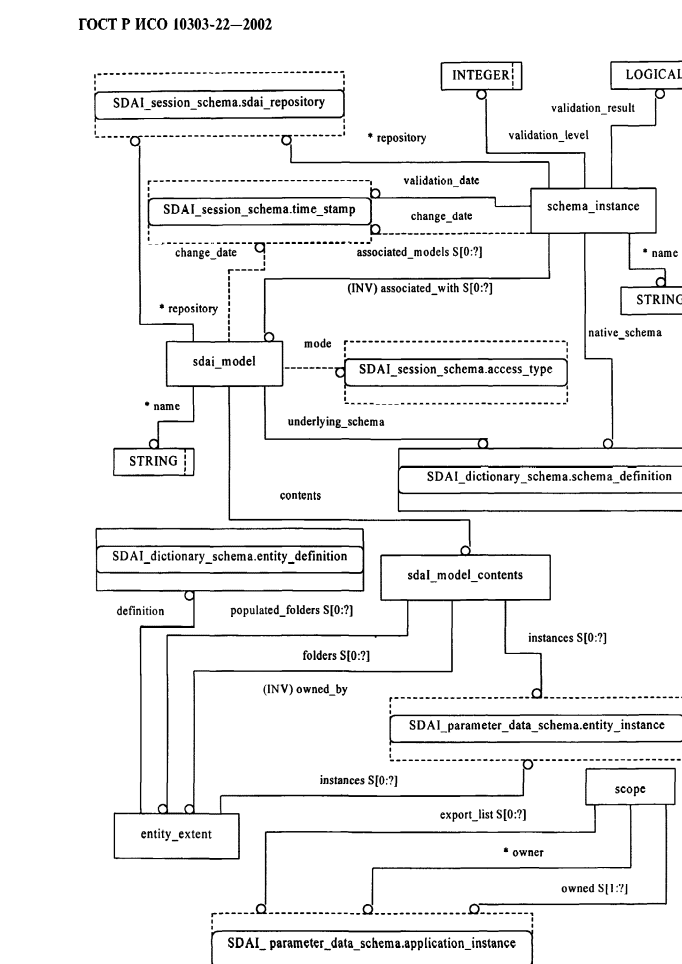 ГОСТ Р ИСО 10303-22—2002
INTEGER
LOGICAL
SDAI_session_schema.sdai_repository
validation_result
* repository
validation_level
validation_date
SDAI_session_schema.time_stamp
schema_instance
change_date
change_date
associated_models S[0:?]
* name
(INV) associated_with S[0:?]
STRING
* repository
native_schema
mode
sdai_model
SDAI_session_schema.access_type
* name
underlying_schema
STRING
SDAI_dictionary_schema.schema_definition
contents
SDAI_dictionary_schema.entity_definition
sdaI_model_contents
definition
populated_folders S[0:?]
instances S[0:?]
folders S[0:?]
(INV) owned_by
SDAI_parameter_data_schema.entity_instance
instances S[0:?]
scope
export_list S[0:?]
entity_extent
* owner
owned S[1:?]
SDAI_ parameter_data_schema.application_instance